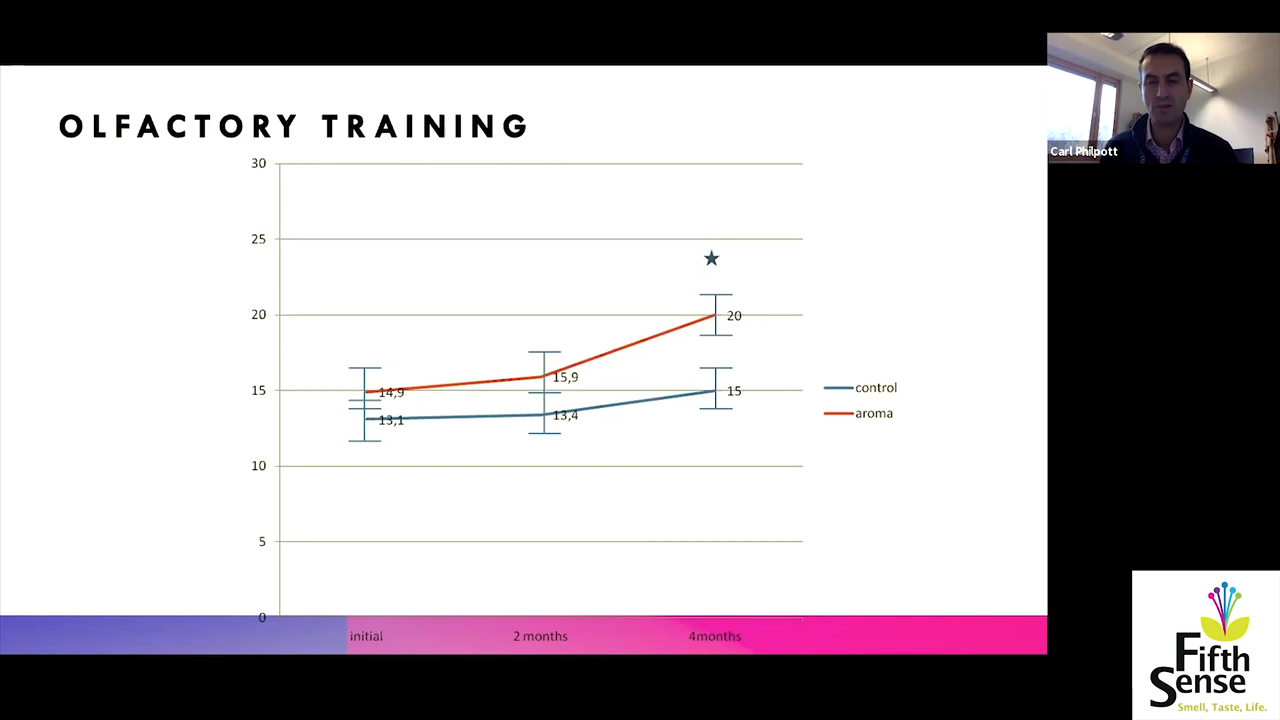 OLFACTORY TRAINING
Carl Philpott
30
25
20
15
10
5
0
14,9
15,9
20
13,1
13,4
15
control
aroma
initial
2 months
4months
Fifth
Sense
Smell, Taste, Life.